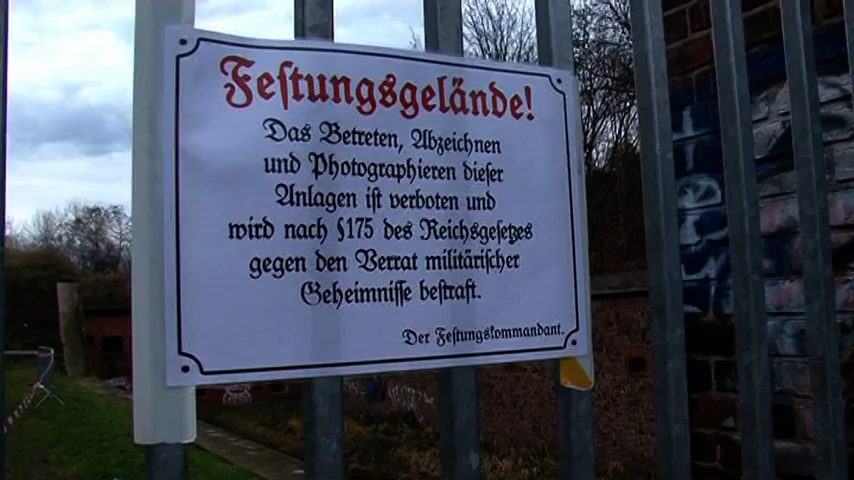 Festungsgelände!
Das Betreten, Abzeichnen
und Photographieren dieser
Anlagen ist verboten und
wird nach §175 des Reichsgesetzes
gegen den Verrat militärischer
Geheimnisse bestraft.
Der Festungskommandant.